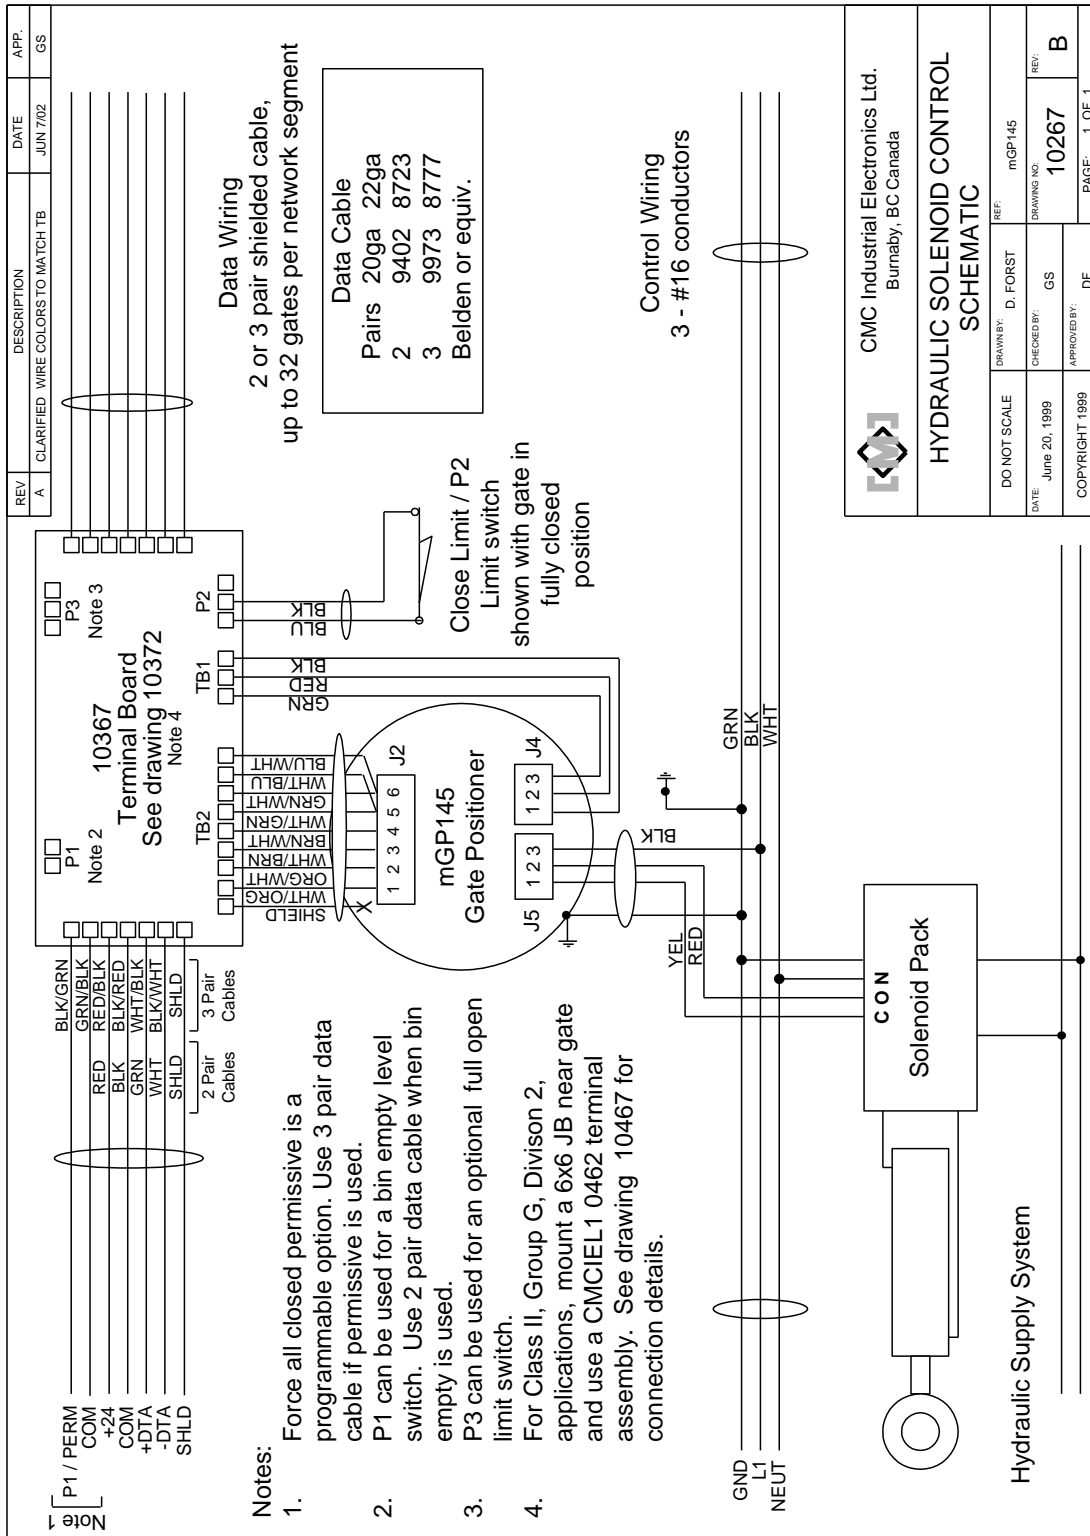 REV DESCRIPTION DATE APP.
A CLARIFIED WIRE COLORS TO MATCH TB JUN 7/02 GS
Note 1
P1 / PERM
COM
+24
COM
+DTA
-DTA
SHLD
BLK/GRN
GRN/BLK
RED RED/BLK
BLK BLK/RED
GRN WHT/BLK
WHT BLK/WHT
SHLD SHLD
2 Pair
Cables
3 Pair
Cables
P1
Note 2
P3
Note 3
10367
Terminal Board
See drawing 10372
Note 4
TB2
TB1
P2
SHIELD
WHT/ORG
ORG/WHT
WHT/BRN
BRN/WHT
WHT/GRN
GRN/WHT
WHT/BLU
BLU/WHT
GRN
RED
BLK
BLU
BLK
Data Wiring
2 or 3 pair shielded cable,
up to 32 gates per network segment
Data Cable
Pairs 20ga 22ga
2 9402 8723
3 9973 8777
Belden or equiv.
Close Limit / P2
Limit switch
shown with gate in
fully closed
position
X
1 2 3 4 5 6
J2
mGP145
Gate Positioner
J5
1 2 3
1 2 3
J4
Notes:
1. Force all closed permissive is a
programmable option. Use 3 pair data
cable if permissive is used.
2. P1 can be used for a bin empty level
switch. Use 2 pair data cable when bin
empty is used.
3. P3 can be used for an optional full open
limit switch.
4. For Class II, Group G, Divison 2,
applications, mount a 6x6 JB near gate
and use a CMCIEL1 0462 terminal
assembly. See drawing 10467 for
connection details.
YEL
RED
BLK
GRN
BLK
WHT
Control Wiring
3 - #16 conductors
GND
L1
NEUT
C O N
Solenoid Pack
Hydraulic Supply System
CMC Industrial Electronics Ltd.
Burnaby, BC Canada
HYDRAULIC SOLENOID CONTROL
SCHEMATIC
DO NOT SCALE
DRAWN BY: D. FORST
REF: mGP145
DATE: June 20, 1999
CHECKED BY: GS
DRAWING NO: 10267
REV: B
COPYRIGHT 1999
APPROVED BY: DF
PAGE: 1 OF 1